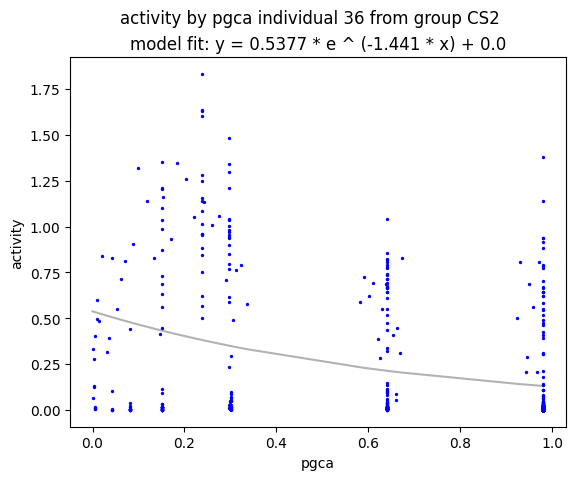 activity by pgca individual 36 from group CS2
model fit: y = 0.5377 * e ^ (-1.441 * x) + 0.0
1.75
1.50
1.25
1.00
0.75
0.50
0.25
0.00
activity
0.0 0.2 0.4 0.6 0.8 1.0
pgca